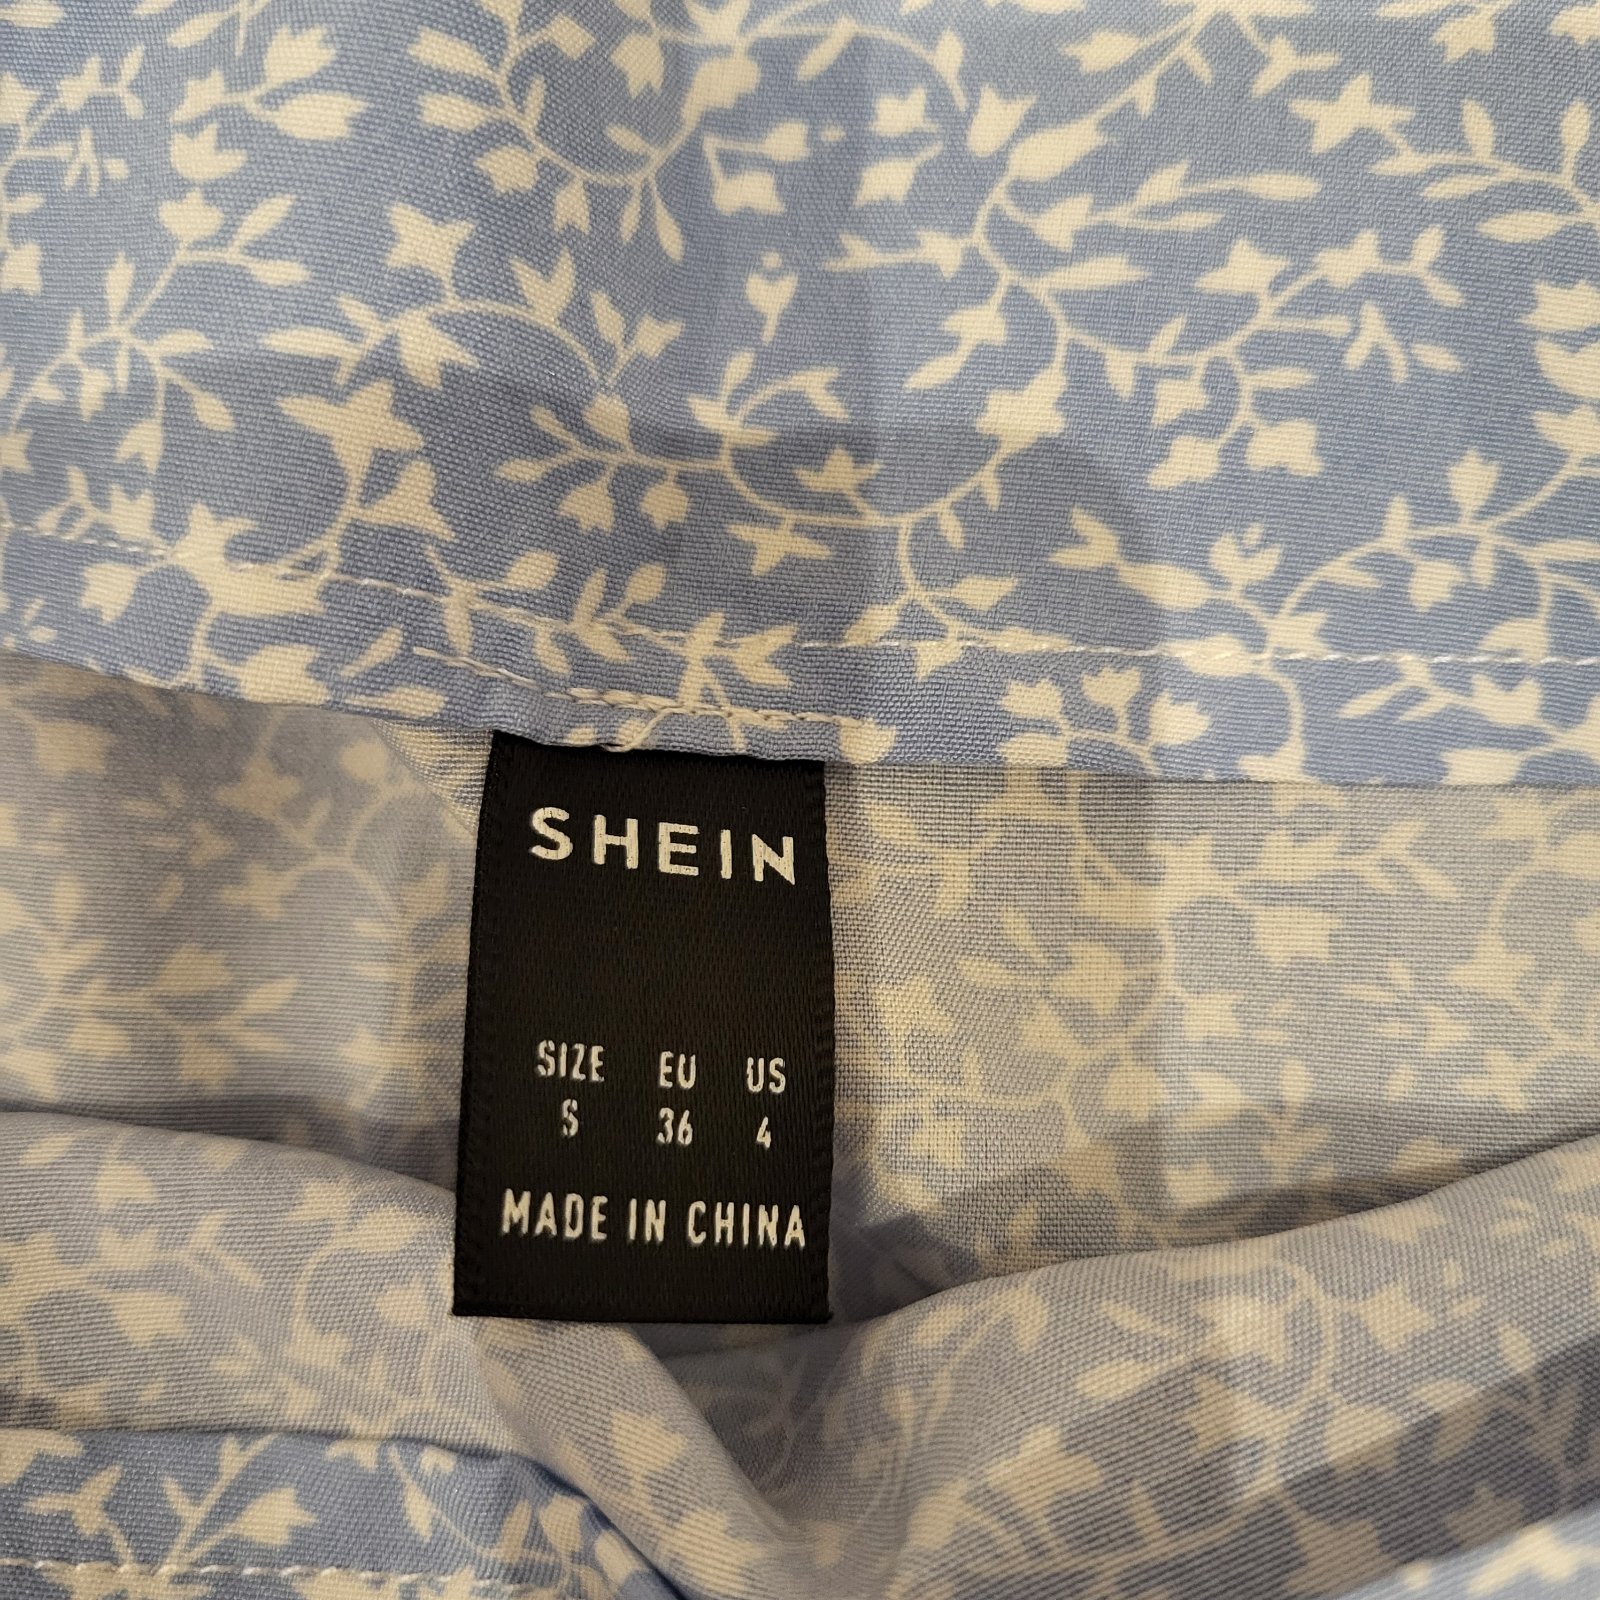 SHEIN
SIZE EU US
S 36 4
MADE IN CHINA